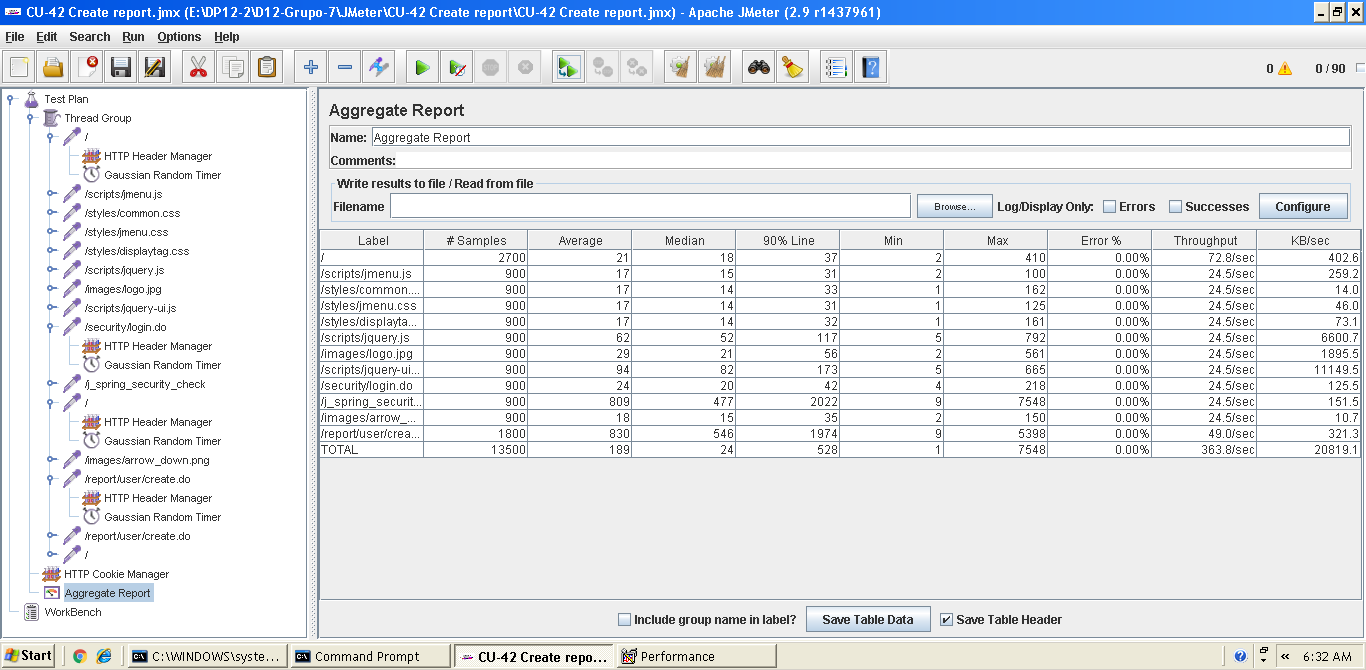 CU-42 Create report.jmx (E:\DP12-2\D12-Grupo-7\JMeter\CU-42 Create report\CU-42 Create report.jmx) - Apache JMeter (2.9 r1437961)
File Edit Search Run Options Help
0 0 / 90
Test Plan
Thread Group
/
HTTP Header Manager
Gaussian Random Timer
/scripts/jmenu.js
/styles/common.css
/styles/jmenu.css
/styles/displaytag.css
/scripts/jquery.js
/images/logo.jpg
/scripts/jquery-ui.js
/security/login.do
HTTP Header Manager
Gaussian Random Timer
/j_spring_security_check
/
HTTP Header Manager
Gaussian Random Timer
/images/arrow_down.png
/report/user/create.do
HTTP Header Manager
Gaussian Random Timer
/report/user/create.do
/
HTTP Cookie Manager
Aggregate Report
WorkBench
Aggregate Report
Name: Aggregate Report
Comments:
Write results to file / Read from file
Filename Browse... Log/Display Only: Errors Successes Configure
Label # Samples Average Median 90% Line Min Max Error % Throughput KB/sec
/ 2700 21 18 37 2 410 0.00% 72.8/sec 402.6
/scripts/jmenu.js 900 17 15 31 2 100 0.00% 24.5/sec 259.2
/styles/common.... 900 17 14 33 1 162 0.00% 24.5/sec 14.0
/styles/jmenu.css 900 17 14 31 1 125 0.00% 24.5/sec 46.0
/styles/displayta... 900 17 14 32 1 161 0.00% 24.5/sec 73.1
/scripts/jquery.js 900 62 52 117 5 792 0.00% 24.5/sec 6600.7
/images/logo.jpg 900 29 21 56 2 561 0.00% 24.5/sec 1895.5
/scripts/jquery-ui... 900 94 82 173 5 665 0.00% 24.5/sec 11149.5
/security/login.do 900 24 20 42 4 218 0.00% 24.5/sec 125.5
/j_spring_securit... 900 809 477 2022 9 7548 0.00% 24.5/sec 151.5
/images/arrow_... 900 18 15 35 2 150 0.00% 24.5/sec 10.7
/report/user/crea... 1800 830 546 1974 9 5398 0.00% 49.0/sec 321.3
TOTAL 13500 189 24 528 1 7548 0.00% 363.8/sec 20819.1
Include group name in label? Save Table Data Save Table Header
Start C:\WINDOWS\syste... Command Prompt CU-42 Create repo... Performance 6:32 AM